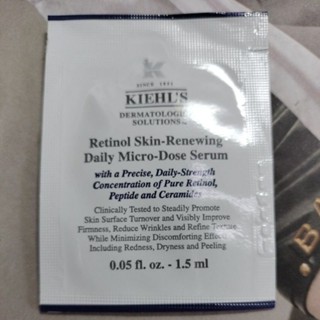 SINCE 1851
KIEHL'S
DERMATOLOGIST
SOLUTIONS
Retinol Skin-Renewing
Daily Micro-Dose Serum
with a Precise, Daily-Strength
Concentration of Pure Retinol,
Peptide and Ceramides
Clinically Tested to Steadily Promote
Skin Surface Turnover and Visibly Improve
Firmness, Reduce Wrinkles and Refine Texture
While Minimizing Discomforting Effects
Including Redness, Dryness and Peeling
0.05 fl. oz. - 1.5 ml